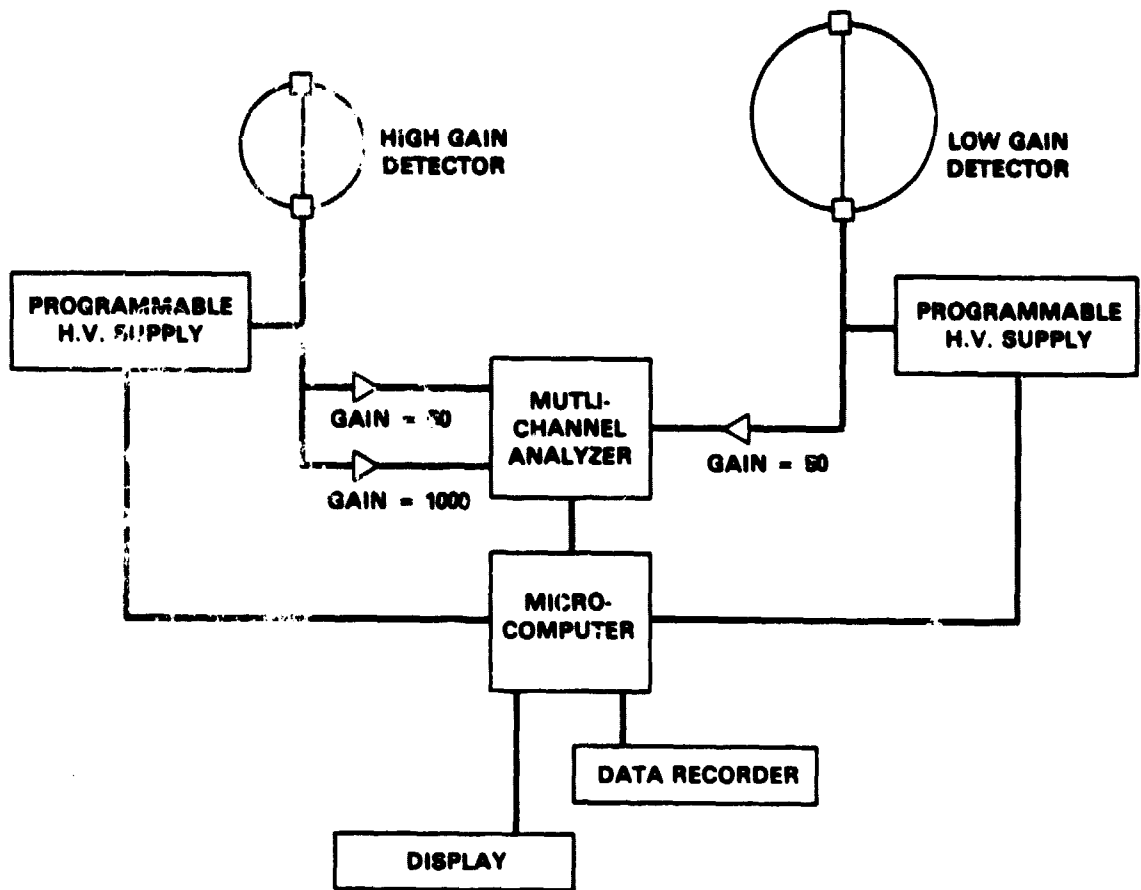 HIGH GAIN
DETECTOR
LOW GAIN
DETECTOR
PROGRAMMABLE
H.V. SUPPLY
PROGRAMMABLE
H.V. SUPPLY
GAIN = 50
GAIN = 1000
MUTLI-
CHANNEL
ANALYZER
GAIN = 50
MICRO-
COMPUTER
DATA RECORDER
DISPLAY